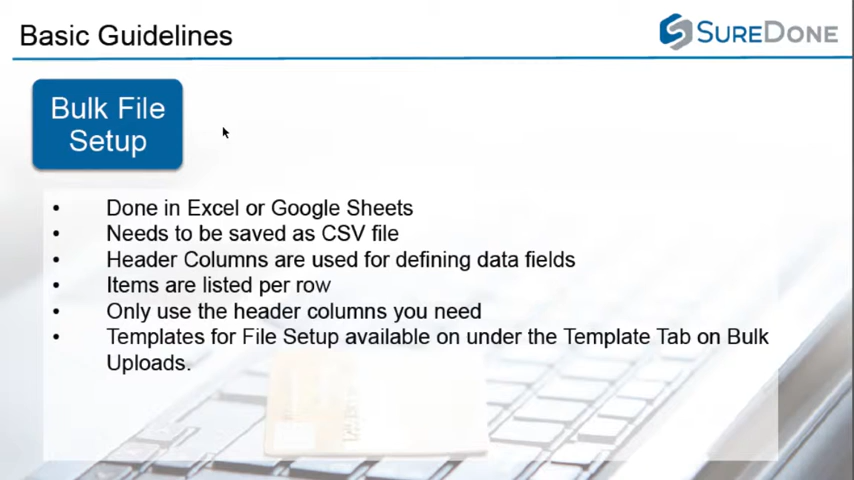 Basic Guidelines
SUREDONE
Bulk File
Setup
• Done in Excel or Google Sheets
• Needs to be saved as CSV file
• Header Columns are used for defining data fields
• Items are listed per row
• Only use the header columns you need
• Templates for File Setup available on under the Template Tab on Bulk
Uploads.